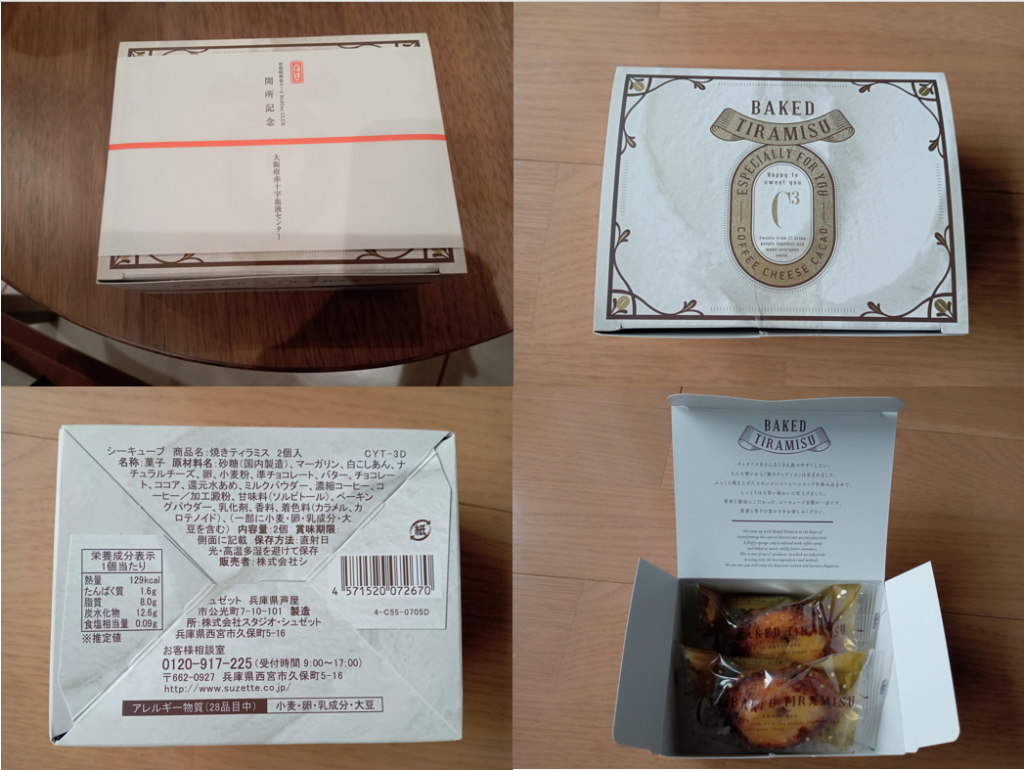 開所記念
大阪府赤十字血液センター
BAKED
TIRAMISU
ESPECIALLY FOR YOU
Happy to
sweet you
C3
Sweets from C3 bring
people together and
make everyone
smile.
COFFEE CHEESE CACAO
シーキューブ 商品名:焼きティラミス 2個入 CYT-3D
名称:菓子 原材料名:砂糖(国内製造)、マーガリン、白こしあん、ナ
チュラルチーズ、卵、小麦粉、準チョコレート、バター、チョコレー
ト、ココア、還元水あめ、ミルクパウダー、濃縮コーヒー、コ
ーヒー/加工澱粉、甘味料(ソルビトール)、ベーキン
グパウダー、乳化剤、香料、着色料(カラメル、カ
ロテノイド)、(一部に小麦・卵・乳成分・大
豆を含む) 内容量:2個 賞味期限:
側面に記載 保存方法:直射日
光・高温多湿を避けて保存
販売者:株式会社シ
ュゼット 兵庫県芦屋
市公光町7-10-101 製造
所:株式会社スタジオ・シュゼット
兵庫県西宮市久保町5-16
紙
栄養成分表示
1個当たり
熱量 129kcal
たんぱく質 1.6g
脂質 8.0g
炭水化物 12.6g
食塩相当量 0.09g
※推定値
4 571520 072670
4-C55-0705D
お客様相談室
0120-917-225(受付時間 9:00〜17:00)
〒662-0927 兵庫県西宮市久保町5-16
http://www.suzette.co.jp/
アレルギー物質(28品目中) 小麦・卵・乳成分・大豆
BAKED
TIRAMISU
BAKED TIRAMISU
BAKED TIRAMISU